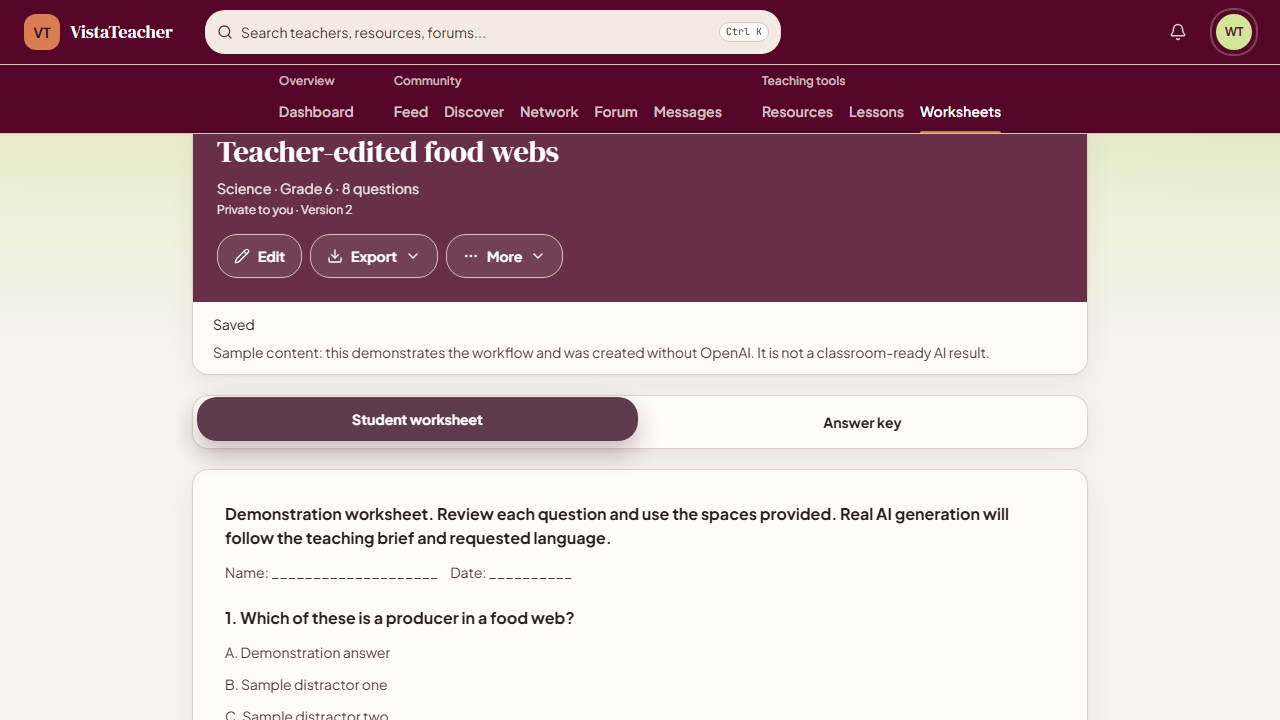 VT VistaTeacher
Search teachers, resources, forums...
Ctrl K
WT
Overview
Dashboard
Community
Feed Discover Network Forum Messages
Teaching tools
Resources Lessons Worksheets
Teacher-edited food webs
Science · Grade 6 · 8 questions
Private to you · Version 2
Edit Export More
Saved
Sample content: this demonstrates the workflow and was created without OpenAI. It is not a classroom-ready AI result.
Student worksheet Answer key
Demonstration worksheet. Review each question and use the spaces provided. Real AI generation will
follow the teaching brief and requested language.
Name: ____________________ Date: __________
1. Which of these is a producer in a food web?
A. Demonstration answer
B. Sample distractor one
C. Sample distractor two